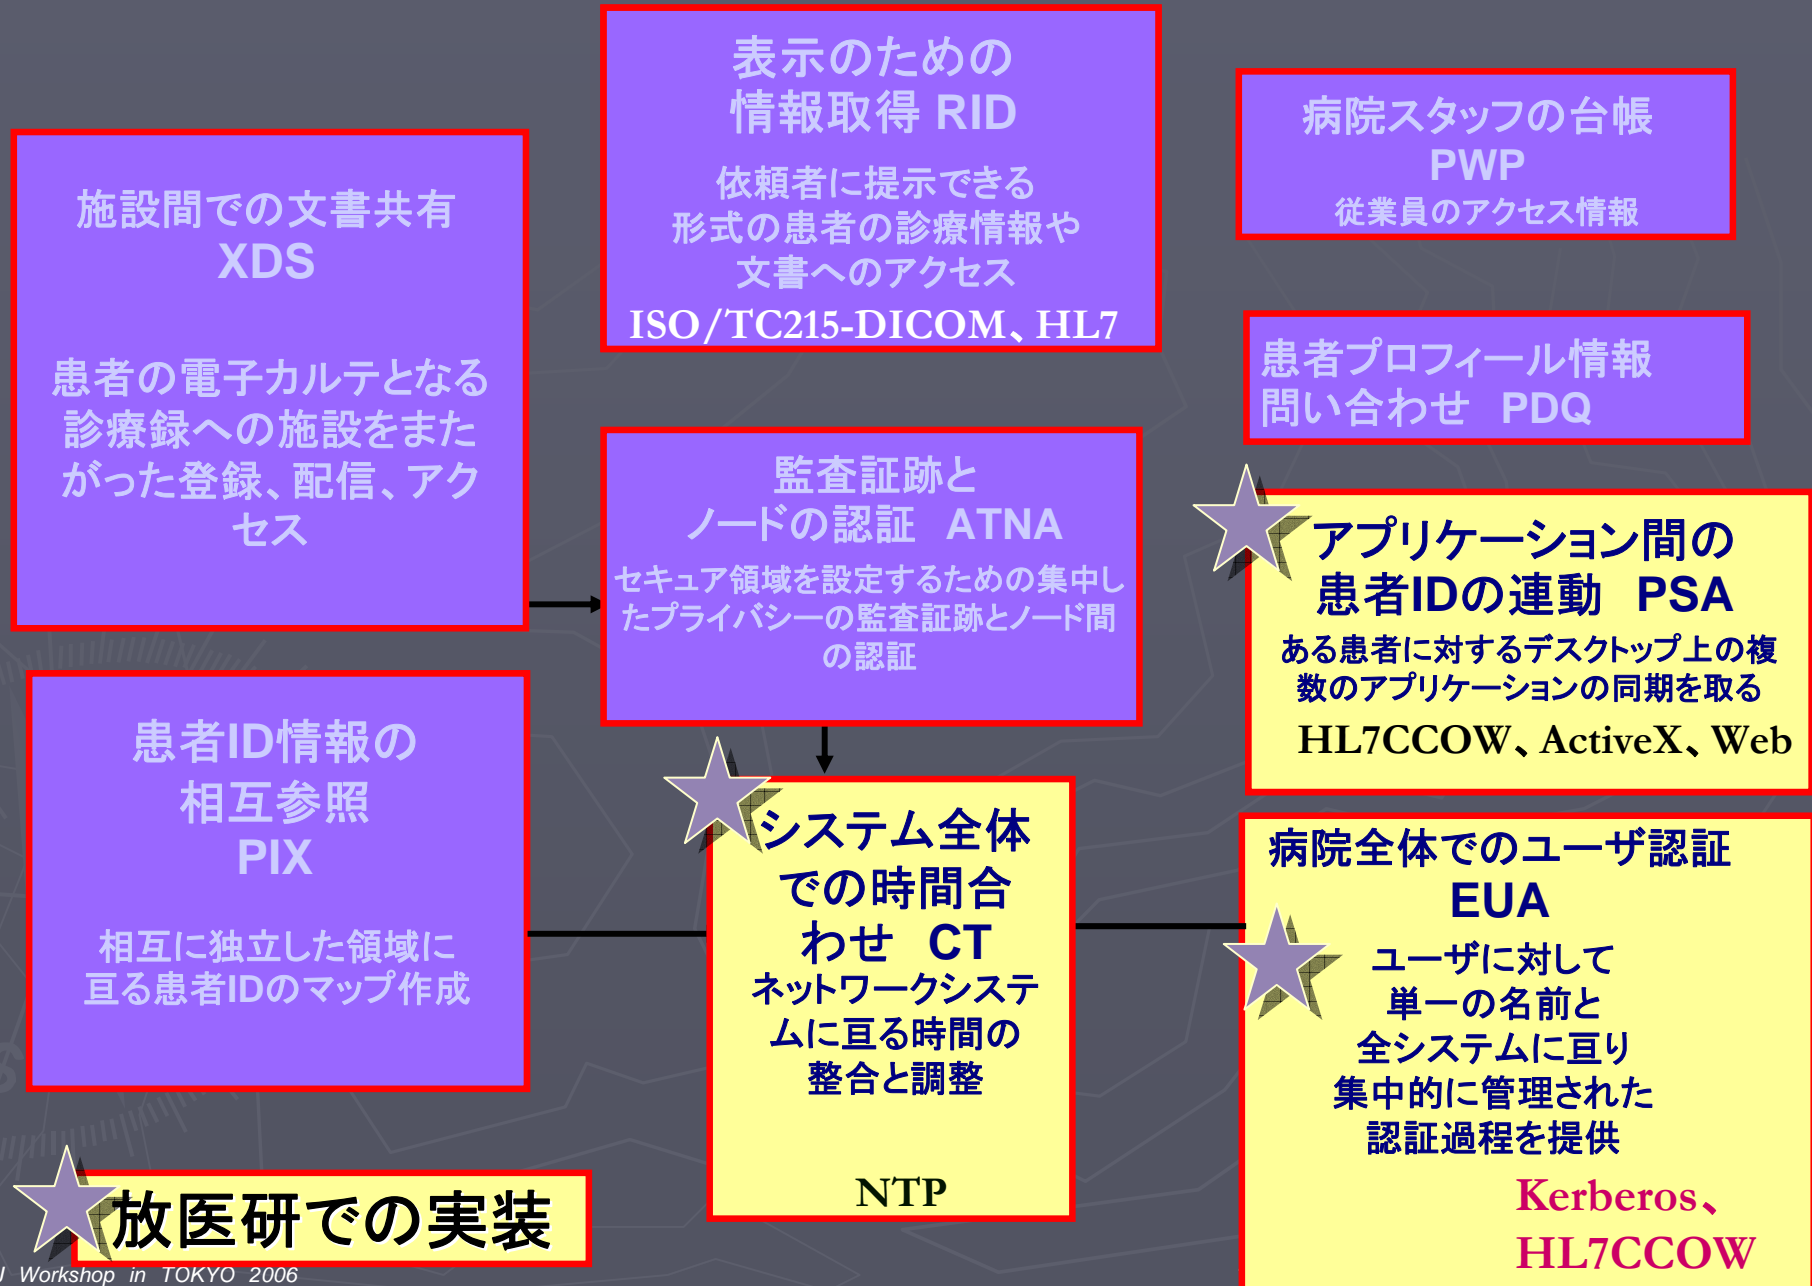 施設間での文書共有
XDS
患者の電子カルテとなる
診療録への施設をまた
がった登録、配信、アク
セス
表示のための
情報取得 RID
依頼者に提示できる
形式の患者の診療情報や
文書へのアクセス
ISO/TC215-DICOM、HL7
病院スタッフの台帳
PWP
従業員のアクセス情報
患者プロフィール情報
問い合わせ PDQ
監査証跡と
ノードの認証 ATNA
セキュア領域を設定するための集中し
たプライバシーの監査証跡とノード間
の認証
アプリケーション間の
患者IDの連動 PSA
ある患者に対するデスクトップ上の複
数のアプリケーションの同期を取る
HL7CCOW、ActiveX、Web
患者ID情報の
相互参照
PIX
相互に独立した領域に
亘る患者IDのマップ作成
システム全体
での時間合
わせ CT
ネットワークシステ
ムに亘る時間の
整合と調整
NTP
病院全体でのユーザ認証
EUA
ユーザに対して
単一の名前と
全システムに亘り
集中的に管理された
認証過程を提供
Kerberos、
HL7CCOW
放医研での実装
Workshop in TOKYO 2006